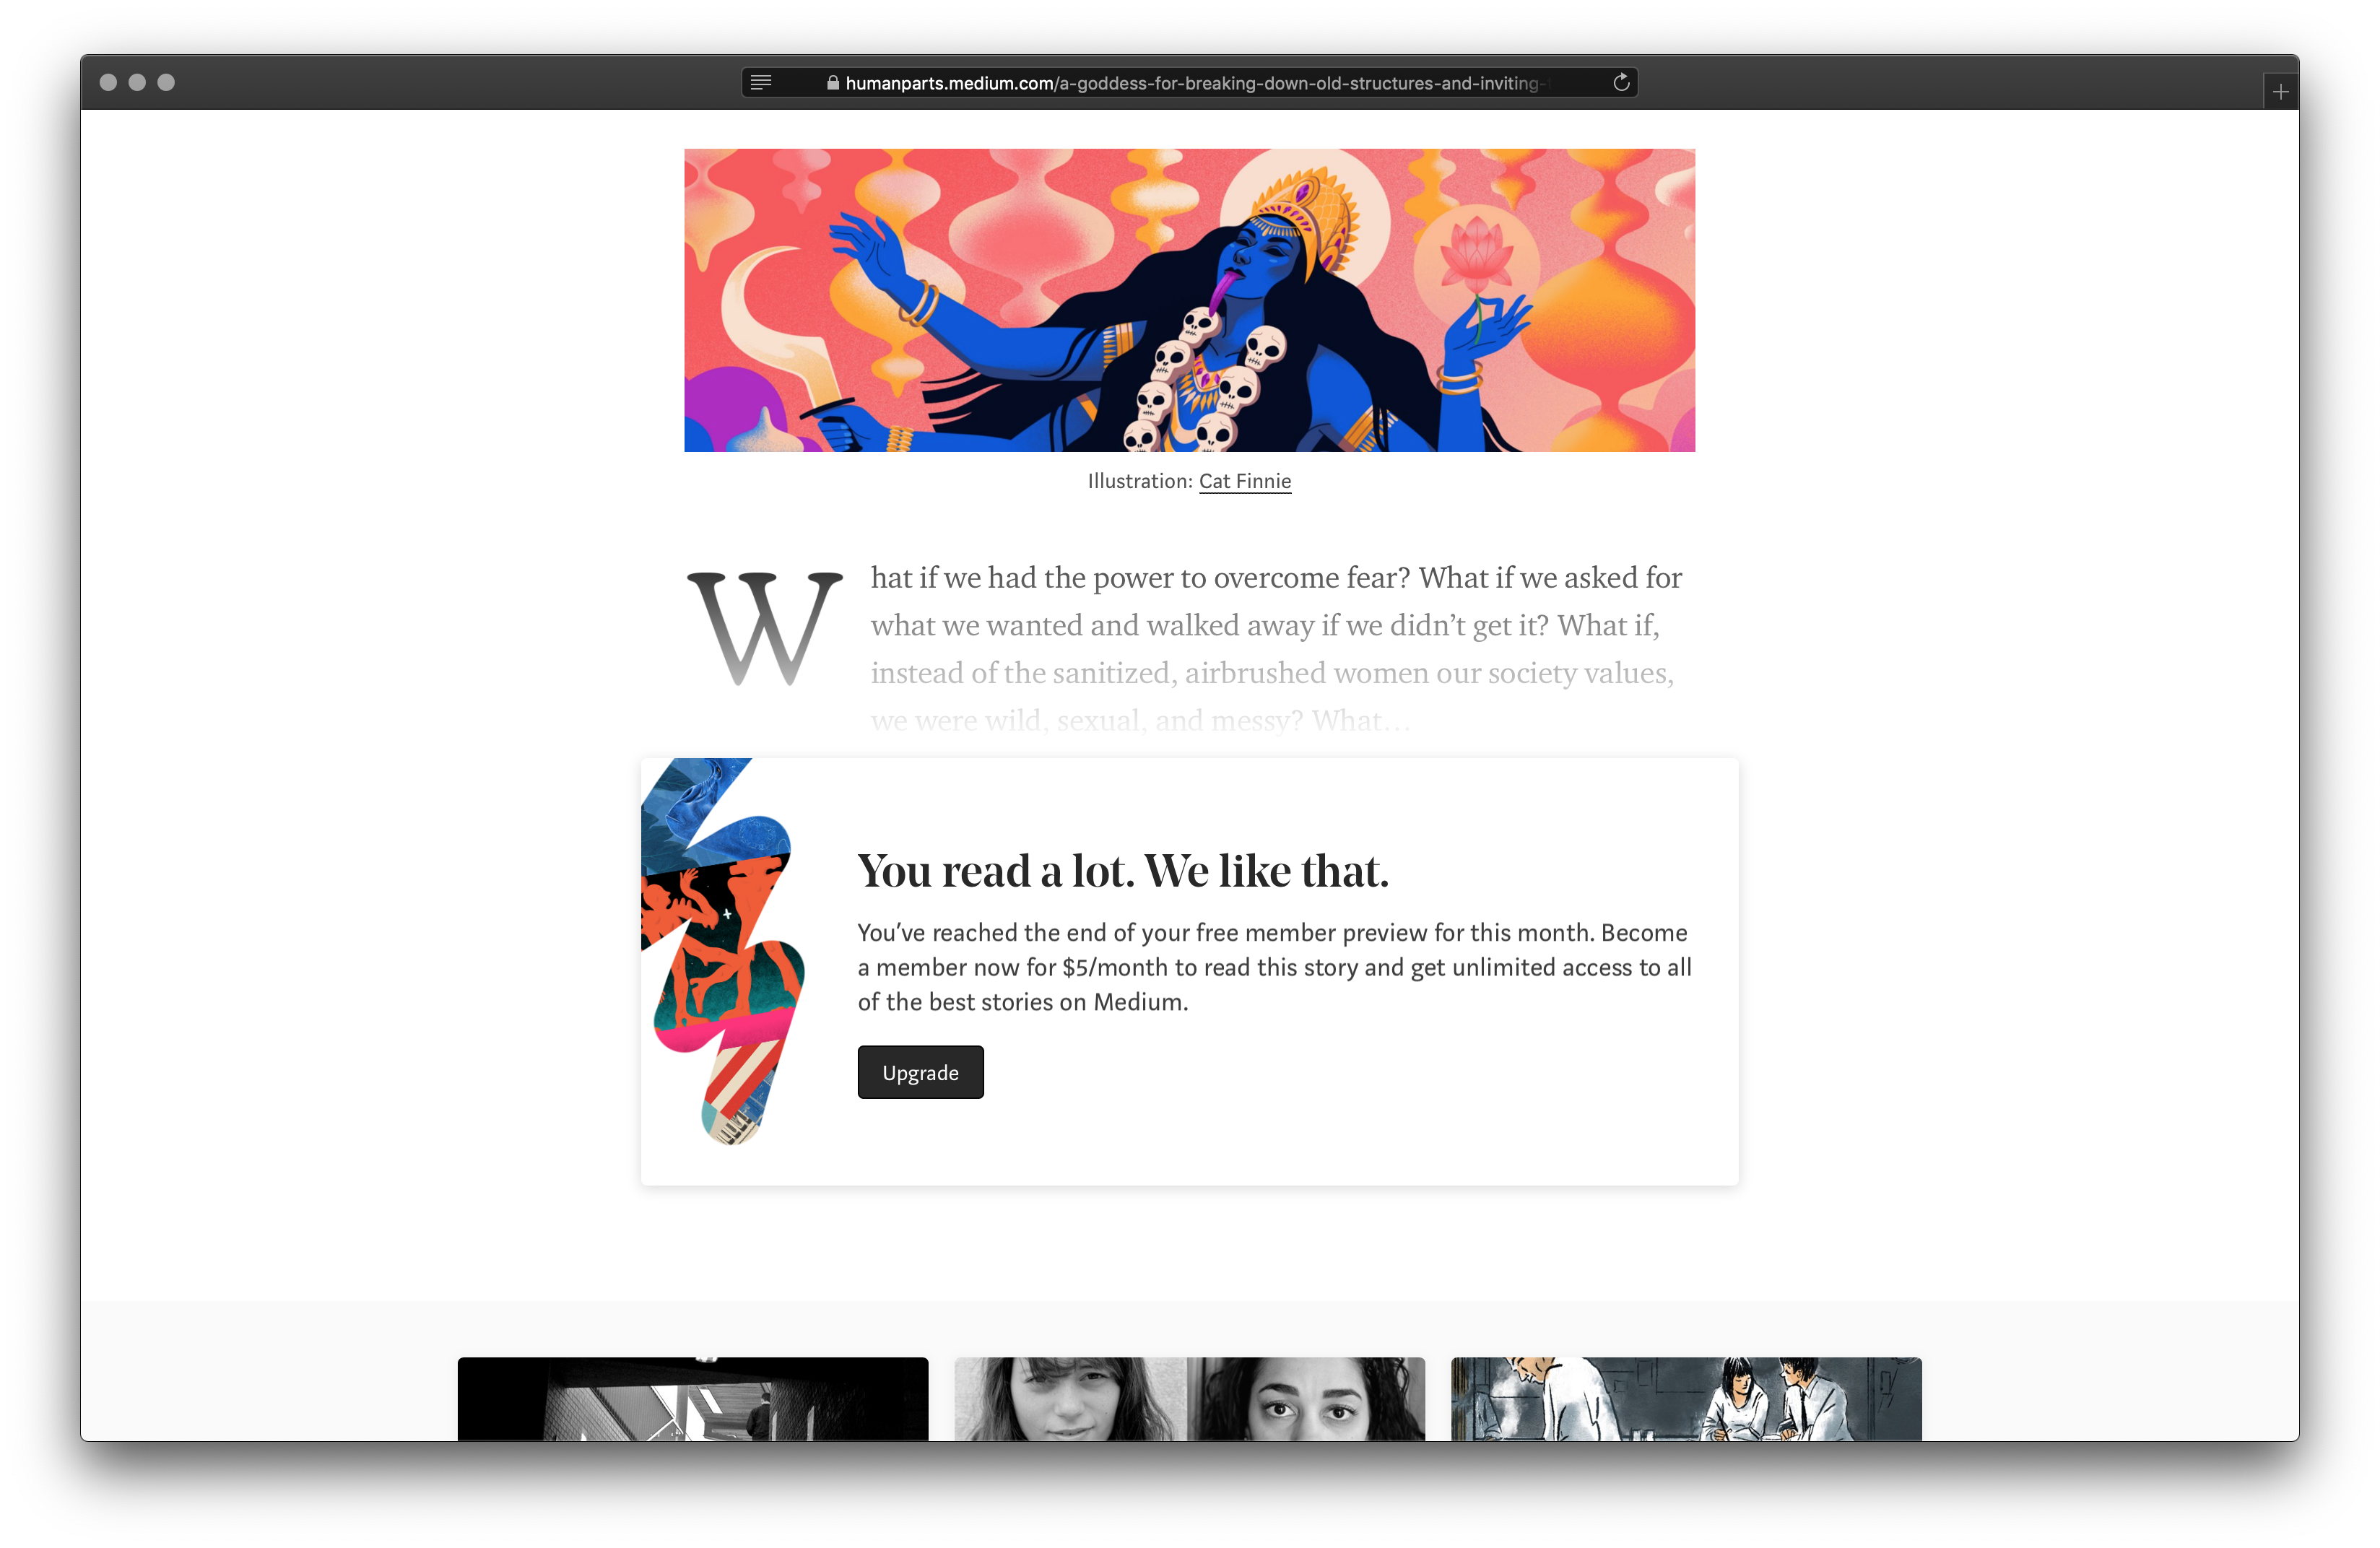 humanparts.medium.com/a-goddess-for-breaking-down-old-structures-and-inviting-
Illustration: Cat Finnie
What if we had the power to overcome fear? What if we asked for
what we wanted and walked away if we didn’t get it? What if,
instead of the sanitized, airbrushed women our society values,
we were wild, sexual, and messy? What…
You read a lot. We like that.
You’ve reached the end of your free member preview for this month. Become
a member now for $5/month to read this story and get unlimited access to all
of the best stories on Medium.
Upgrade